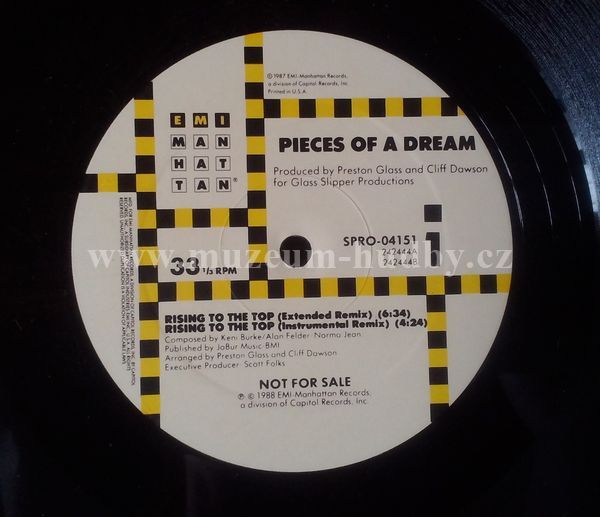 © 1987 EMI-Manhattan Records,
a division of Capitol Records, Inc.
Printed in U.S.A.
EMI
MAN
HAT
TAN®
PIECES OF A DREAM
Produced by Preston Glass and Cliff Dawson
for Glass Slipper Productions
SPRO-04151
242444A
242444B
1
33 1/3 RPM
www.muzeum-hudby.cz
RISING TO THE TOP (Extended Remix) (6:34)
RISING TO THE TOP (Instrumental Remix) (4:24)
Composed by Keni Burke/Alan Felder-Norma Jean
Published by JoBur Music-BMI
Arranged by Preston Glass and Cliff Dawson
Executive Producer Scott Folks
NOT FOR SALE
℗ © 1988 EMI-Manhattan Records,
a division of Capitol Records, Inc.